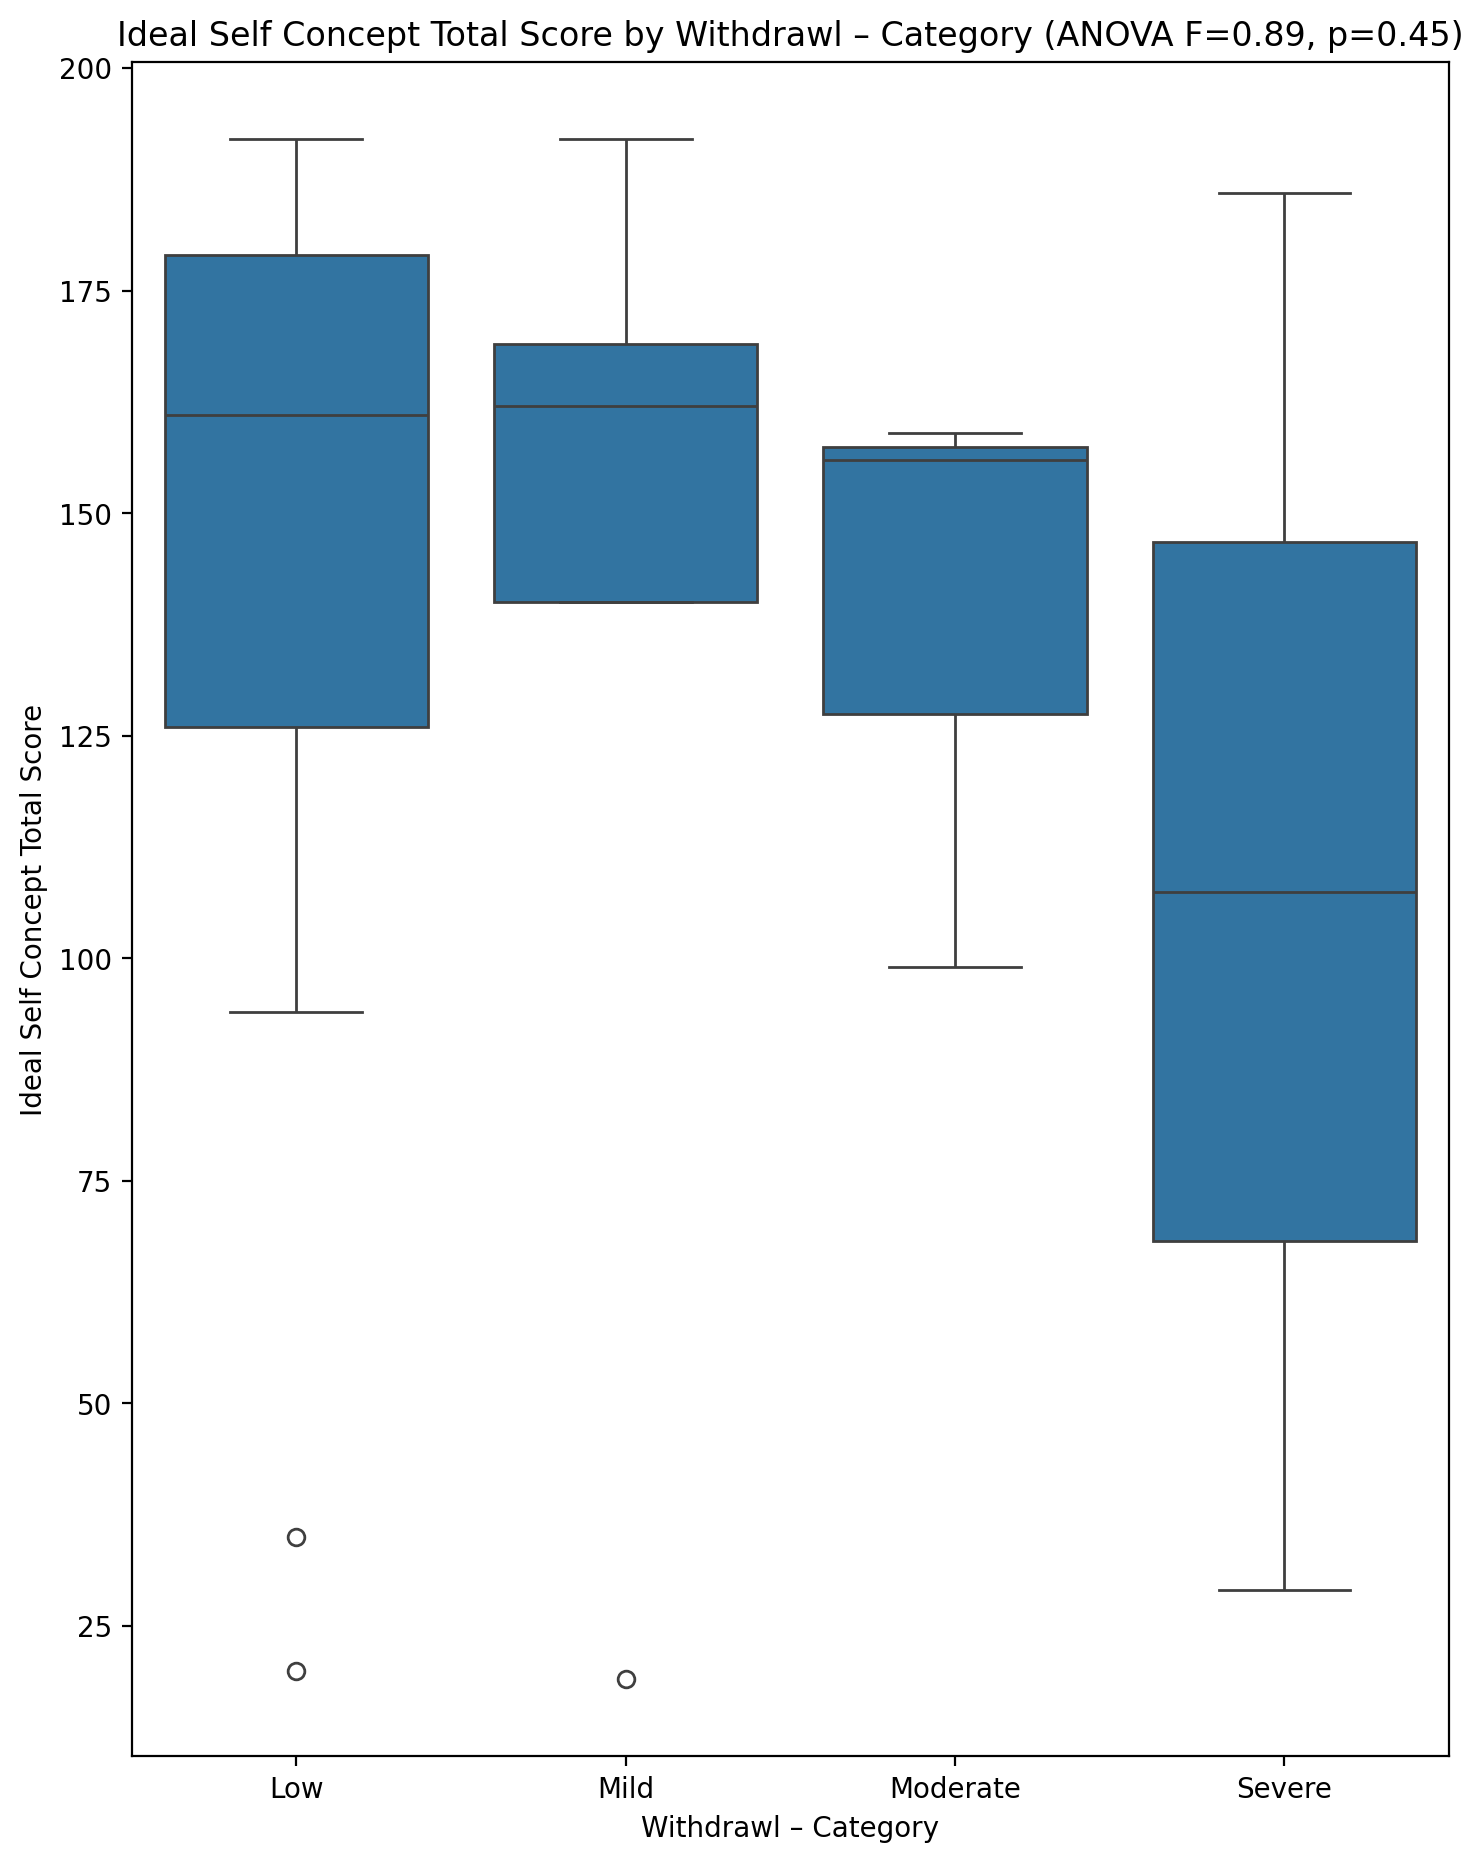 Ideal Self Concept Total Score by Withdrawl – Category (ANOVA F=0.89, p=0.45)
200
175
150
125
100
75
50
25
Ideal Self Concept Total Score
Low
Mild
Moderate
Severe
Withdrawl – Category